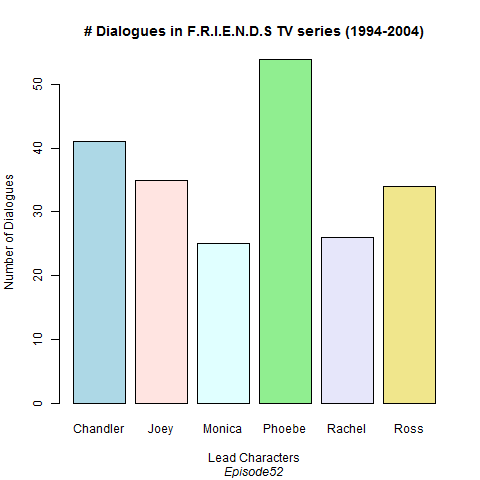 # Dialogues in F.R.I.E.N.D.S TV series (1994-2004)
Number of Dialogues
50
40
30
20
10
0
Chandler Joey Monica Phoebe Rachel Ross
Lead Characters
Episode52